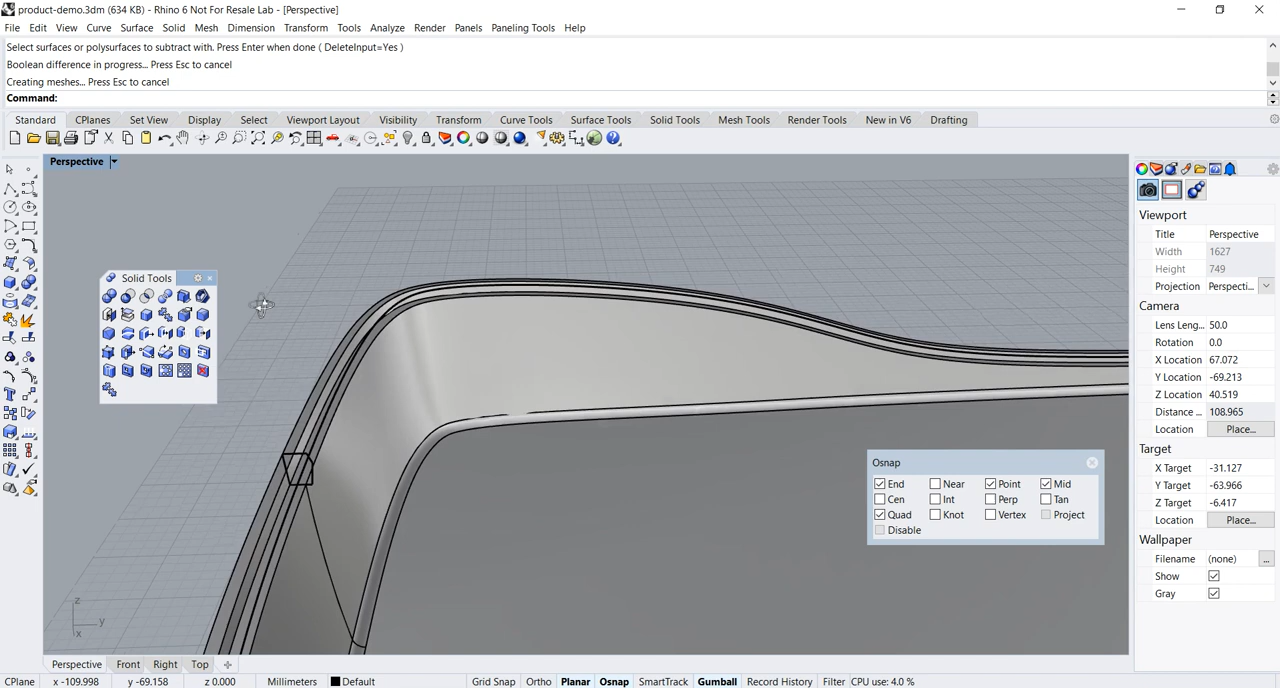 product-demo.3dm (634 KB) - Rhino 6 Not For Resale Lab - [Perspective]
File Edit View Curve Surface Solid Mesh Dimension Transform Tools Analyze Render Panels Paneling Tools Help
Select surfaces or polysurfaces to subtract with. Press Enter when done ( DeleteInput=Yes )
Boolean difference in progress... Press Esc to cancel
Creating meshes... Press Esc to cancel
Command:
Standard CPlanes Set View Display Select Viewport Layout Visibility Transform Curve Tools Surface Tools Solid Tools Mesh Tools Render Tools New in V6 Drafting
Perspective
Solid Tools
z
y
x
Osnap
End Near Point Mid
Cen Int Perp Tan
Quad Knot Vertex Project
Disable
Viewport
Title Perspective
Width 1627
Height 749
Projection Perspecti...
Camera
Lens Leng... 50.0
Rotation 0.0
X Location 67.072
Y Location -69.213
Z Location 40.519
Distance ... 108.965
Location Place...
Target
X Target -31.127
Y Target -63.966
Z Target -6.417
Location Place...
Wallpaper
Filename (none) ...
Show
Gray
Perspective Front Right Top
CPlane x -109.998 y -69.158 z 0.000 Millimeters Default Grid Snap Ortho Planar Osnap SmartTrack Gumball Record History Filter CPU use: 4.0 %